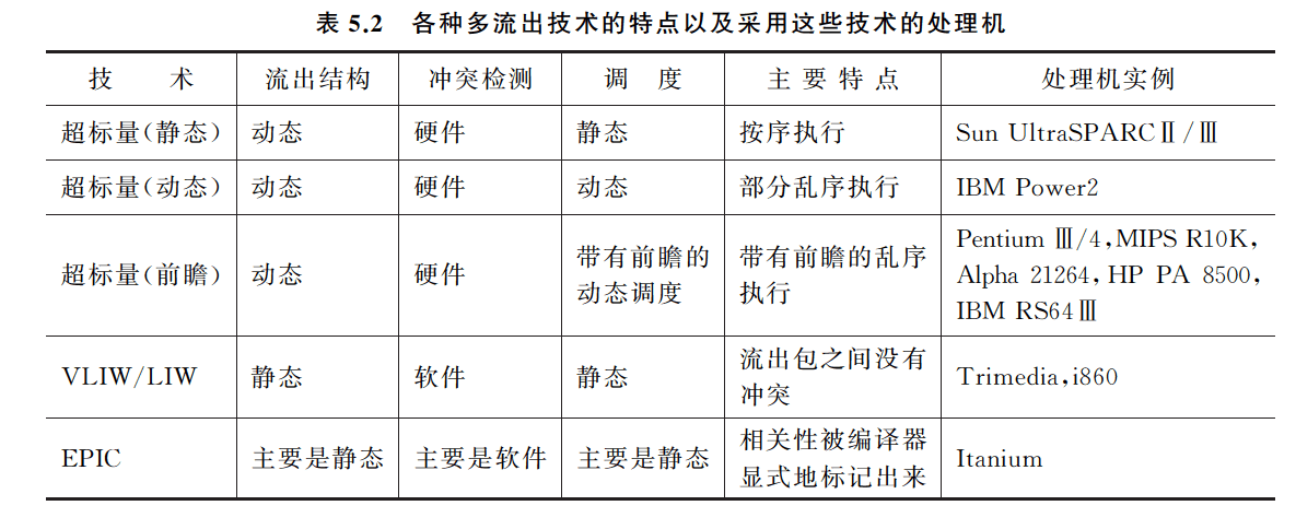 表 5.2 各种多流出技术的特点以及采用这些技术的处理机
技 术 流出结构 冲突检测 调 度 主 要 特 点 处理机实例
超标量(静态) 动态 硬件 静态 按序执行 Sun UltraSPARCⅡ/Ⅲ
超标量(动态) 动态 硬件 动态 部分乱序执行 IBM Power2
超标量(前瞻) 动态 硬件 带有前瞻的
动态调度 带有前瞻的乱序
执行 Pentium Ⅲ/4,MIPS R10K,
Alpha 21264,HP PA 8500,
IBM RS64Ⅲ
VLIW/LIW 静态 软件 静态 流出包之间没有
冲突 Trimedia,i860
EPIC 主要是静态 主要是软件 主要是静态 相关性被编译器
显式地标记出来 Itanium